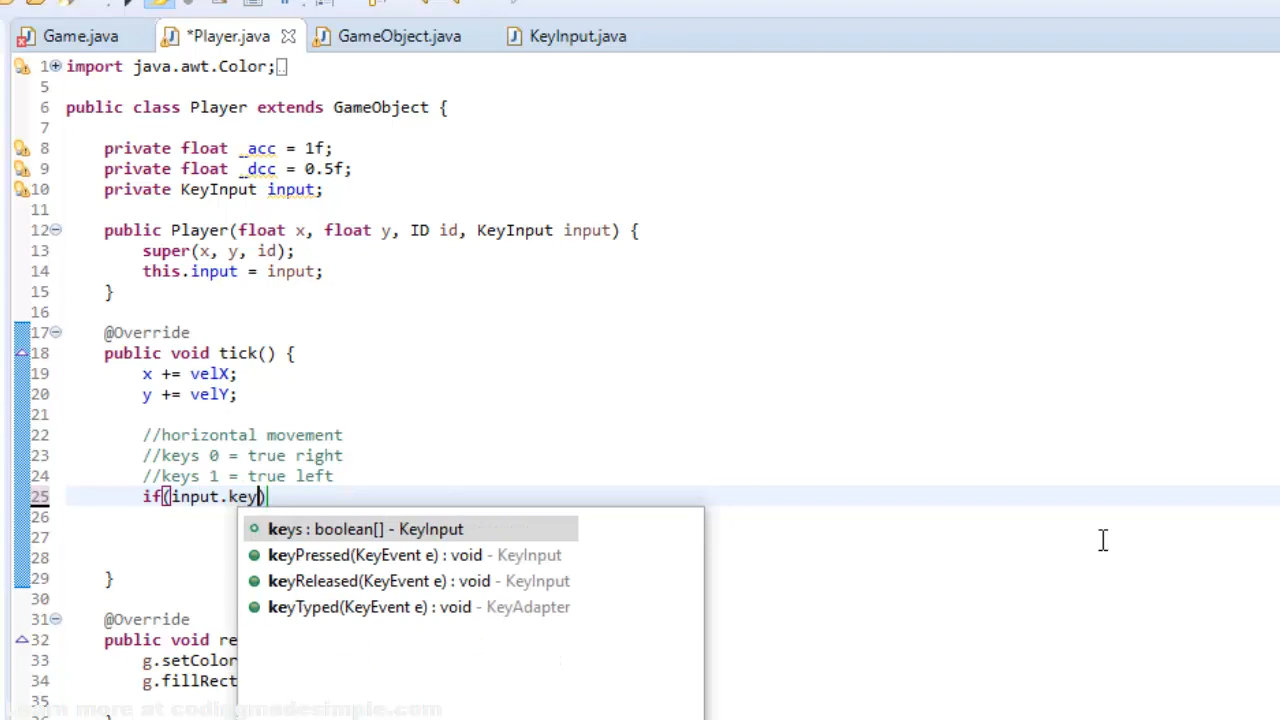 Game.java *Player.java GameObject.java KeyInput.java
1 import java.awt.Color;
5
6 public class Player extends GameObject {
7
8 private float _acc = 1f;
9 private float _dcc = 0.5f;
10 private KeyInput input;
11
12 public Player(float x, float y, ID id, KeyInput input) {
13 super(x, y, id);
14 this.input = input;
15 }
16
17 @Override
18 public void tick() {
19 x += velX;
20 y += velY;
21
22 //horizontal movement
23 //keys 0 = true right
24 //keys 1 = true left
25 if(input.key)
26
keys : boolean[] - KeyInput
27
keyPressed(KeyEvent e) : void - KeyInput
28
29 }
keyReleased(KeyEvent e) : void - KeyInput
30
keyTyped(KeyEvent e) : void - KeyAdapter
31 @Override
32 public void re
33 g.setColor
34 g.fillRect
35
36 }
learn more at codingmadesimple.com